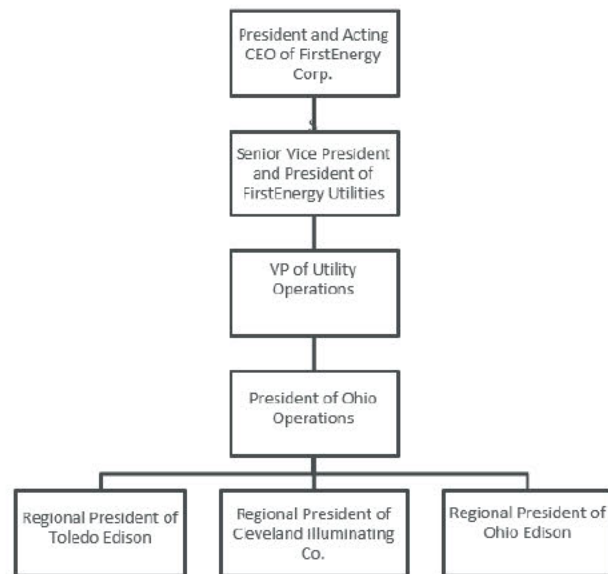 President and Acting
CEO of FirstEnergy
Corp.
Senior Vice President
and President of
FirstEnergy Utilities
VP of Utility
Operations
President of Ohio
Operations
Regional President of
Toledo Edison
Regional President of
Cleveland Illuminating
Co.
Regional President of
Ohio Edison